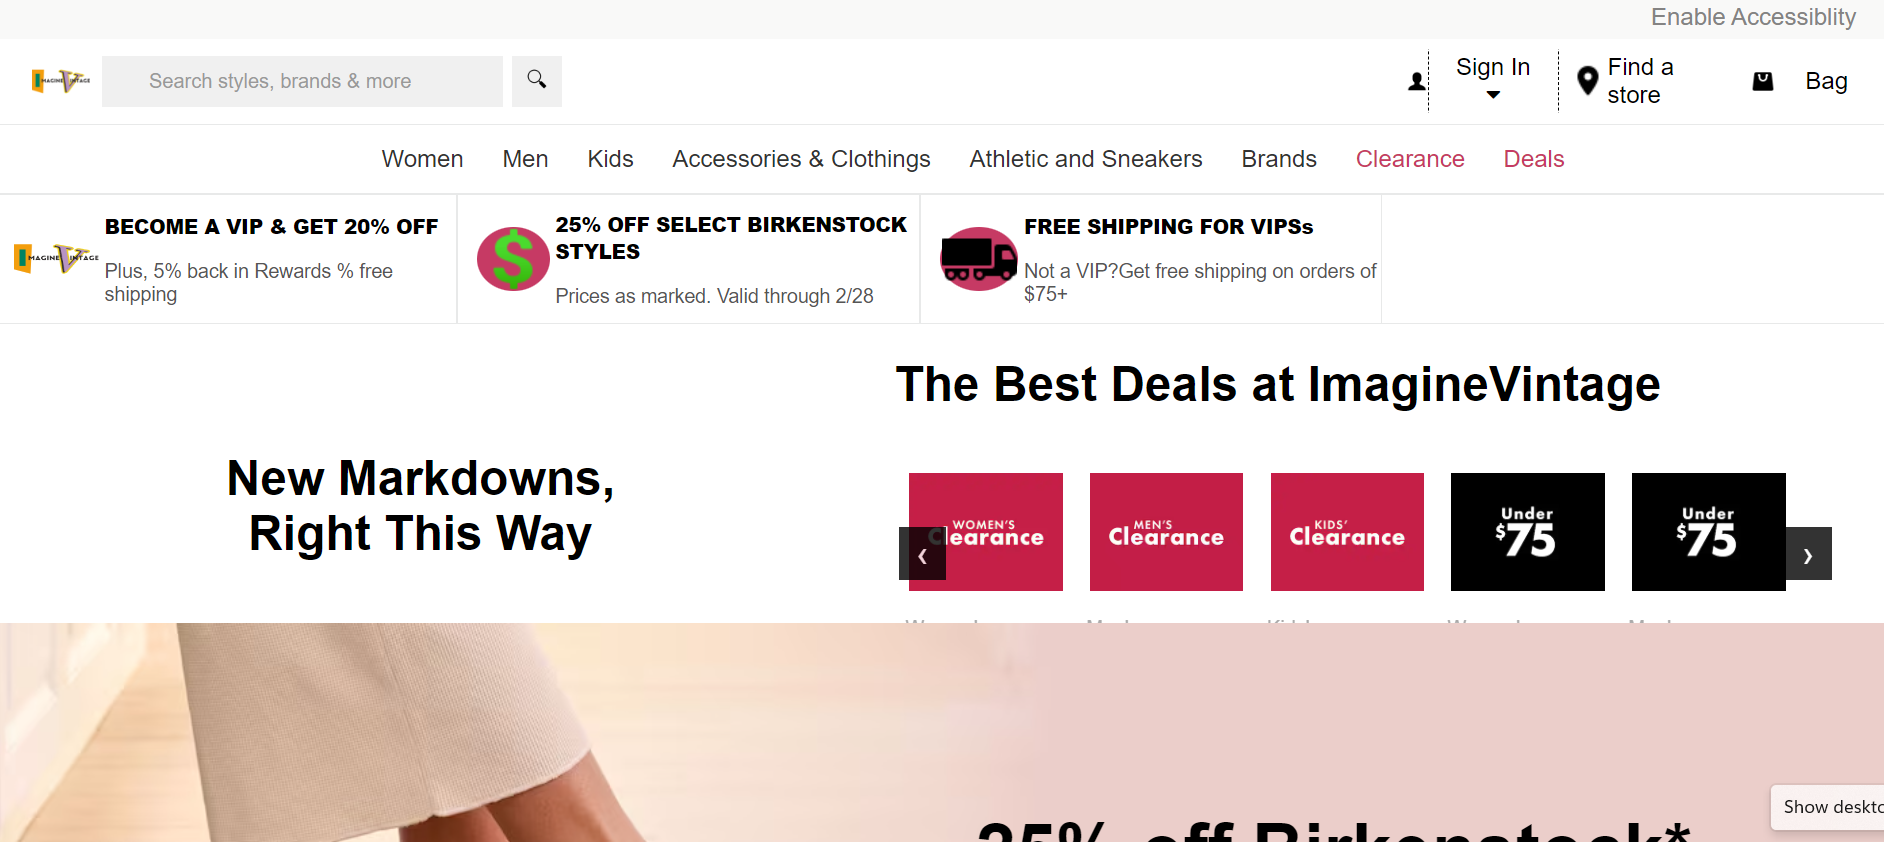 Enable Accessiblity
IMAGINE VINTAGE
Search styles, brands & more
Sign In
Find a
store
Bag
Women Men Kids Accessories & Clothings Athletic and Sneakers Brands Clearance Deals
IMAGINE VINTAGE
BECOME A VIP & GET 20% OFF
Plus, 5% back in Rewards % free
shipping
$
25% OFF SELECT BIRKENSTOCK
STYLES
Prices as marked. Valid through 2/28
FREE SHIPPING FOR VIPSs
Not a VIP?Get free shipping on orders of
$75+
New Markdowns,
Right This Way
The Best Deals at ImagineVintage
WOMEN'S
Clearance
MEN'S
Clearance
KIDS'
Clearance
Under
$75
Under
$75
❮ ❯
off Birkenstock*
Show deskto